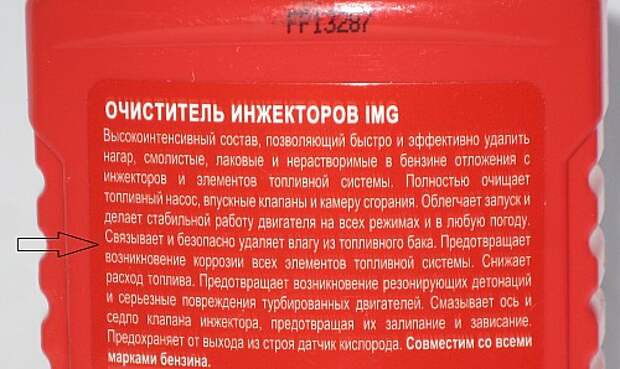 PP13287
ОЧИСТИТЕЛЬ ИНЖЕКТОРОВ IMG
Высокоинтенсивный состав, позволяющий быстро и эффективно удалить
нагар, смолистые, лаковые и нерастворимые в бензине отложения с
инжекторов и элементов топливной системы. Полностью очищает
топливный насос, впускные клапаны и камеру сгорания. Облегчает запуск и
делает стабильной работу двигателя на всех режимах и в любую погоду.
Связывает и безопасно удаляет влагу из топливного бака. Предотвращает
возникновение коррозии всех элементов топливной системы. Снижает
расход топлива. Предотвращает возникновение резонирующих детонаций
и серьезные повреждения турбированных двигателей. Смазывает ось и
седло клапана инжектора, предотвращая их залипание и зависание.
Предохраняет от выхода из строя датчик кислорода. Совместим со всеми
марками бензина.